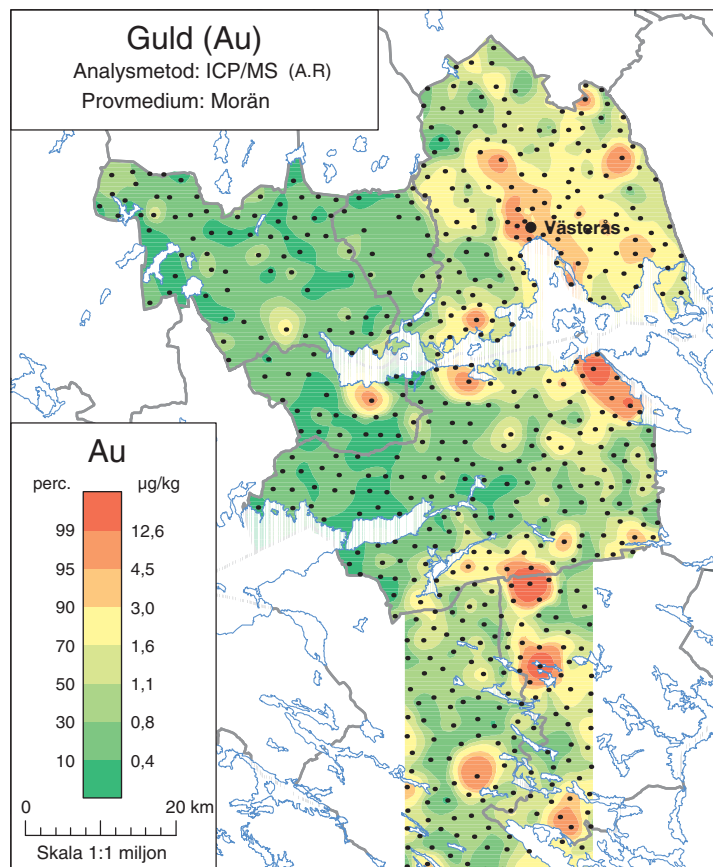 Guld (Au)
Analysmetod: ICP/MS (A.R)
Provmedium: Morän
Västerås
Au
perc. µg/kg
99 12,6
95 4,5
90 3,0
70 1,6
50 1,1
30 0,8
10 0,4
0 20 km
Skala 1:1 miljon